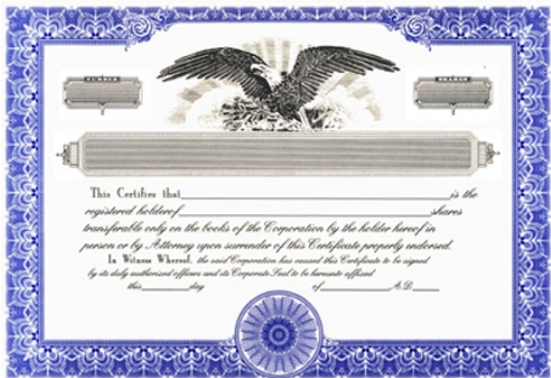 NUMBER
SHARES
This Certifies that is the
registered holder of shares
transferable only on the books of the Corporation by the holder hereof in
person or by Attorney upon surrender of this Certificate properly endorsed.
In Witness Whereof, the said Corporation has caused this Certificate to be signed
by its duly authorized officers and its Corporate Seal to be hereunto affixed
this day of A.D.